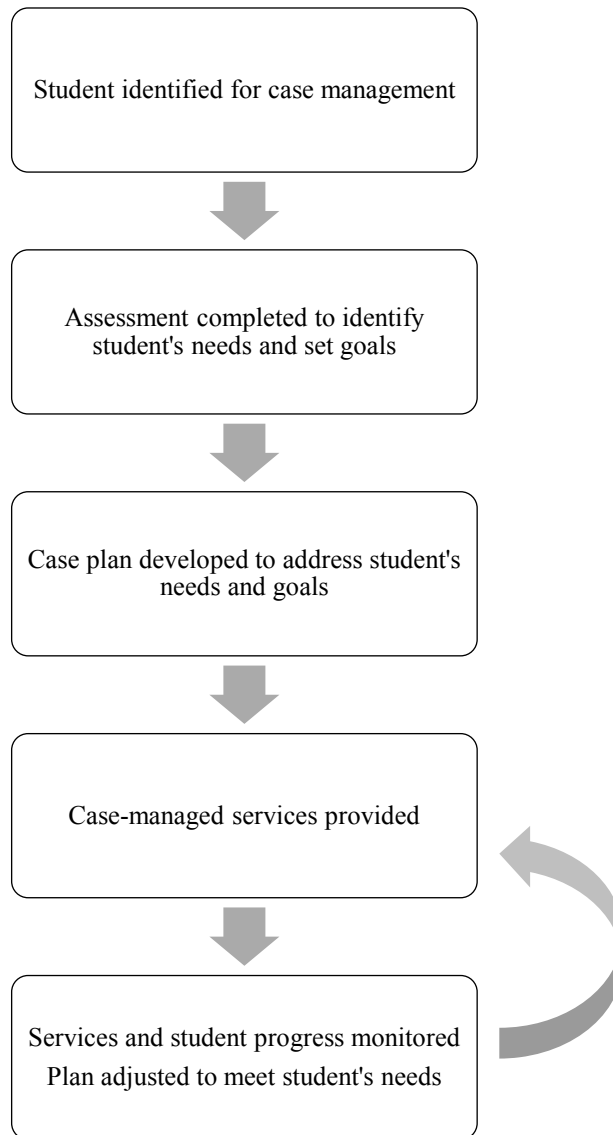 Student identified for case management
Assessment completed to identify
student's needs and set goals
Case plan developed to address student's
needs and goals
Case-managed services provided
Services and student progress monitored
Plan adjusted to meet student's needs